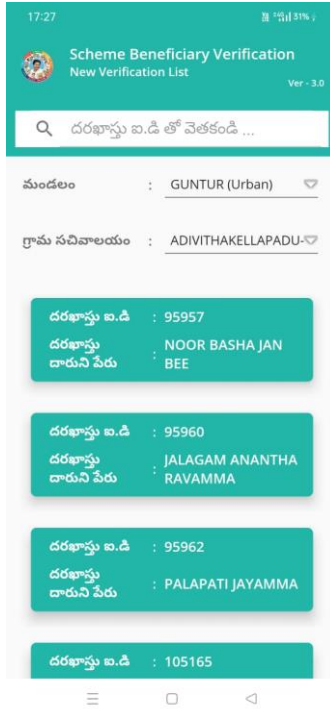 17:27
31%
Scheme Beneficiary Verification
New Verification List
Ver - 3.0
దరఖాస్తు ఐ.డి తో వెతకండి ...
మండలం : GUNTUR (Urban)
గ్రామ సచివాలయం : ADIVITHAKELLAPADU-
దరఖాస్తు ఐ.డి : 95957
దరఖాస్తు
దారుని పేరు : NOOR BASHA JAN
BEE
దరఖాస్తు ఐ.డి : 95960
దరఖాస్తు
దారుని పేరు : JALAGAM ANANTHA
RAVAMMA
దరఖాస్తు ఐ.డి : 95962
దరఖాస్తు
దారుని పేరు : PALAPATI JAYAMMA
దరఖాస్తు ఐ.డి : 105165